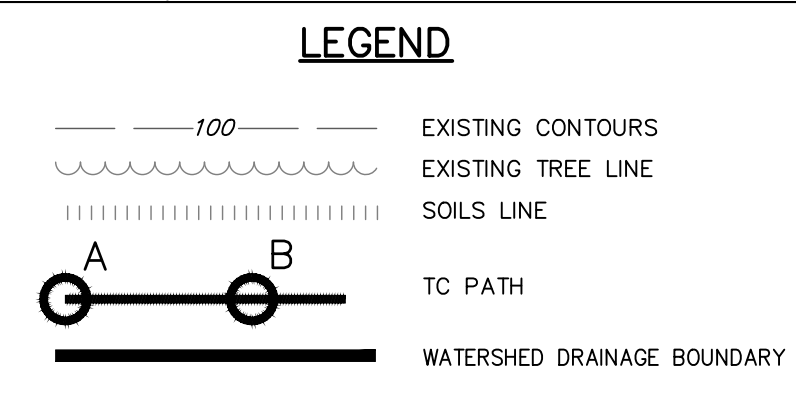 LEGEND
100 EXISTING CONTOURS
EXISTING TREE LINE
SOILS LINE
A B
TC PATH
WATERSHED DRAINAGE BOUNDARY